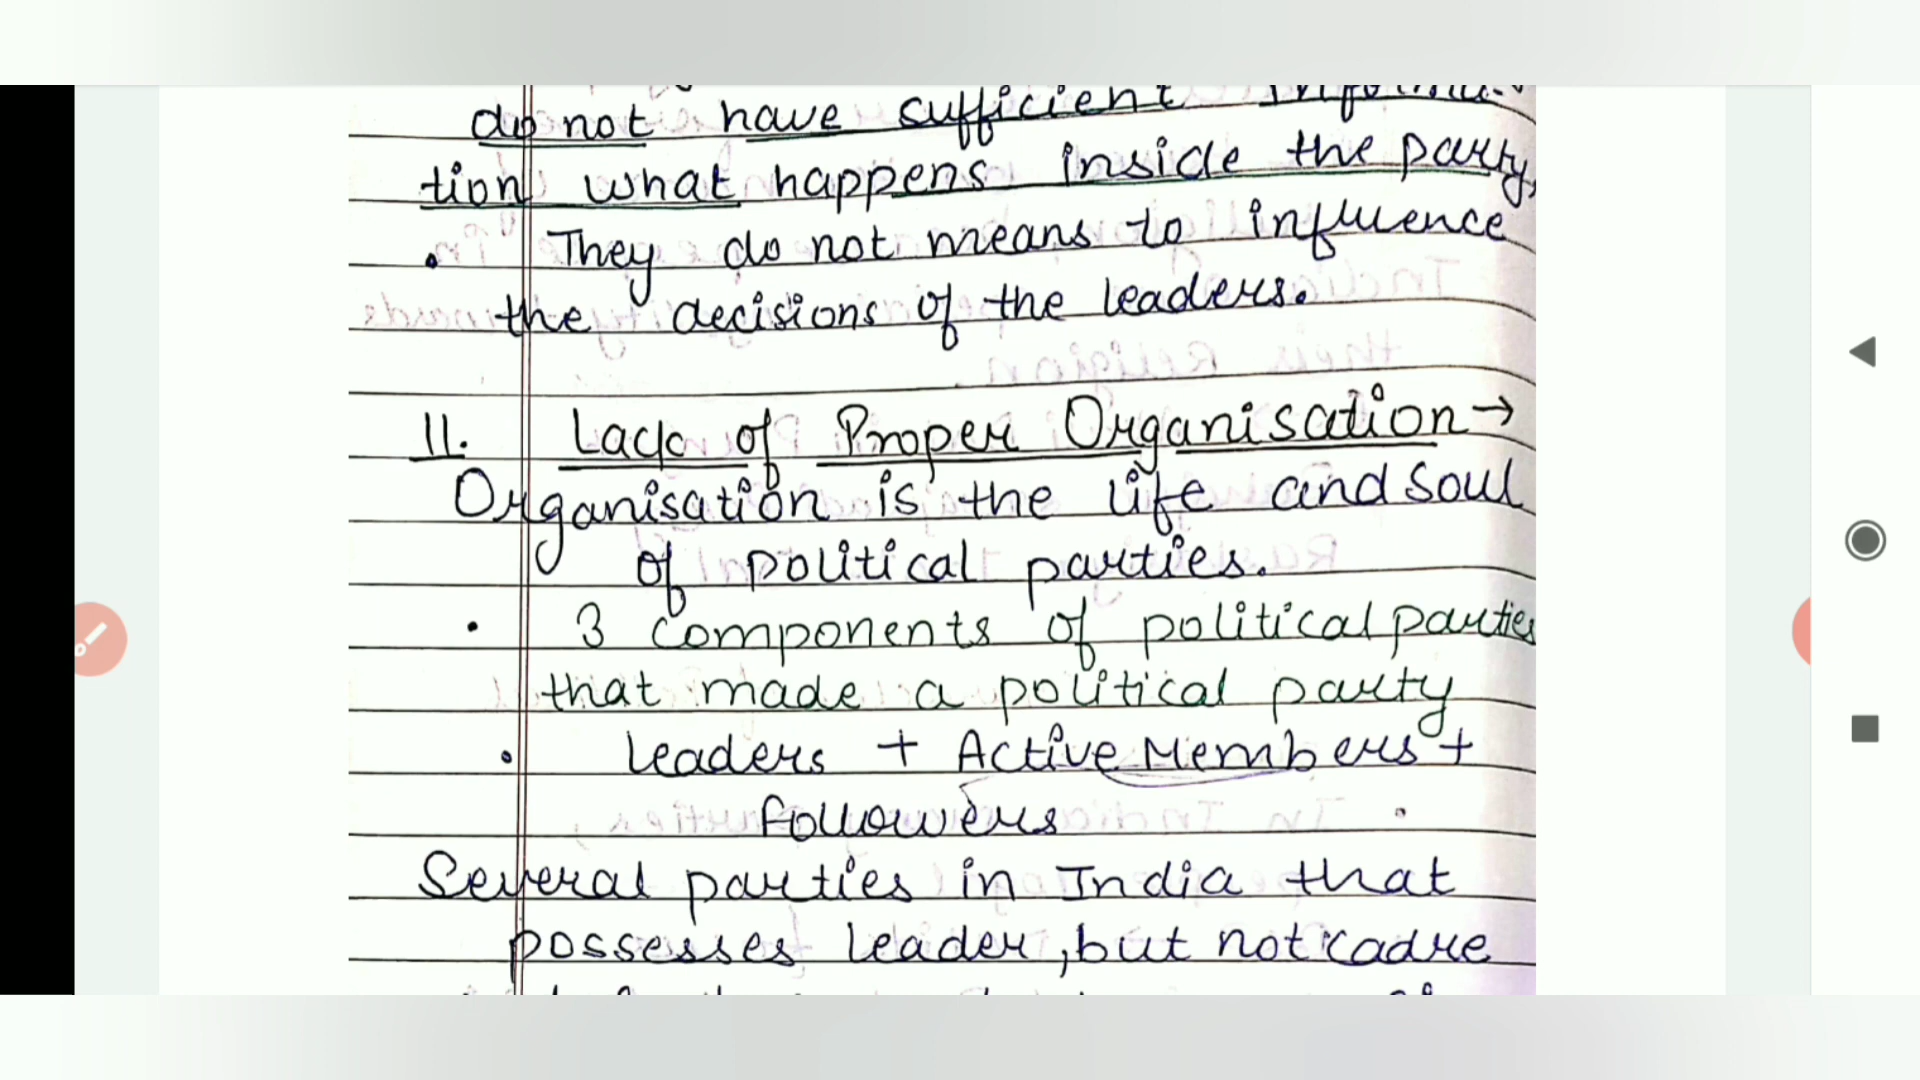 do not have sufficient Informa-
tion what happens inside the party,
• They do not means to influence
the decisions of the leaders.
11. Lack of Proper Organisation →
Organisation is the life and soul
of political parties.
• 3 components of political parties
that made a political party
• leaders + Active Members +
followers
Several parties in India that
possesses leader, but not cadre